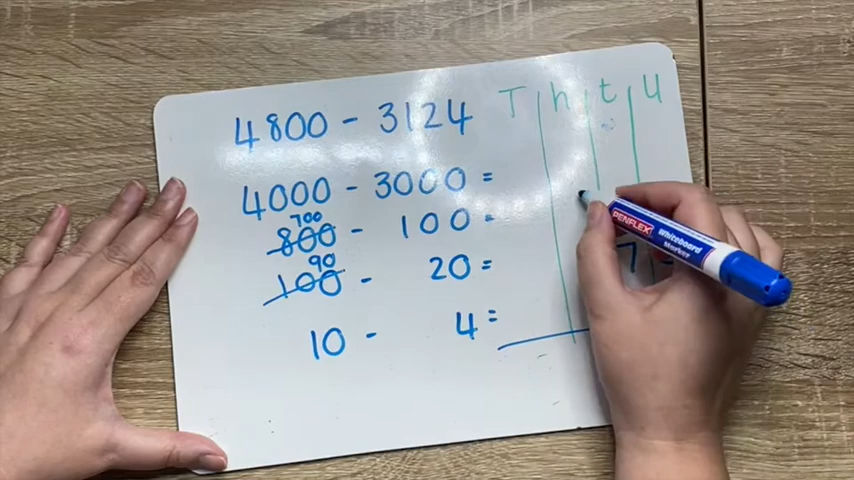 4800 - 3124
T h t U
4000 - 3000 =
700
800 - 100 =
90
100 - 20 =
10 - 4 =
7
PENFLEX Whiteboard Marker